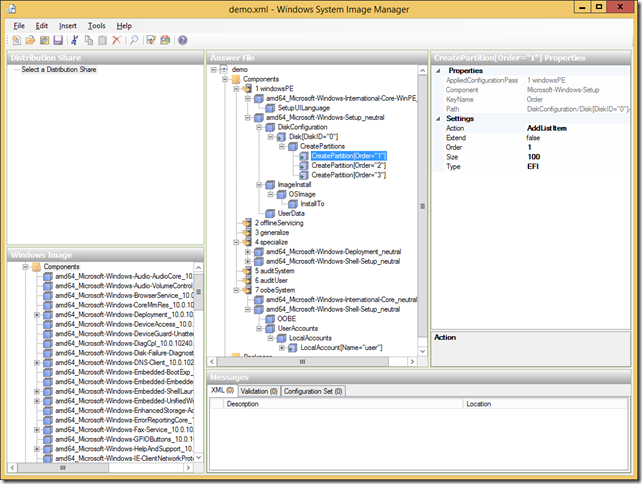 demo.xml - Windows System Image Manager
File Edit Insert Tools Help
Distribution Share
Select a Distribution Share
Windows Image
Components
amd64_Microsoft-Windows-Audio-AudioCore_10.0
amd64_Microsoft-Windows-Audio-VolumeControl_
amd64_Microsoft-Windows-BrowserService_10.0.
amd64_Microsoft-Windows-CoreMmRes_10.0.102
amd64_Microsoft-Windows-Deployment_10.0.102
amd64_Microsoft-Windows-DeviceAccess_10.0.1
amd64_Microsoft-Windows-DeviceGuard-Unatten
amd64_Microsoft-Windows-DiagCpl_10.0.10240.
amd64_Microsoft-Windows-Disk-Failure-Diagnost
amd64_Microsoft-Windows-DNS-Client_10.0.102
amd64_Microsoft-Windows-Embedded-BootExp_
amd64_Microsoft-Windows-Embedded-Embedde
amd64_Microsoft-Windows-Embedded-ShellLau
amd64_Microsoft-Windows-Embedded-UnifiedW
amd64_Microsoft-Windows-EnhancedStorage-A
amd64_Microsoft-Windows-ErrorReportingCore_1
amd64_Microsoft-Windows-Fax-Service_10.0.102
amd64_Microsoft-Windows-GPIOButtons_10.0.10
amd64_Microsoft-Windows-HelpAndSupport_10.0
amd64_Microsoft-Windows-IE-ClientNetworkProt
Answer File
demo
Components
1 windowsPE
amd64_Microsoft-Windows-International-Core-WinPE_
SetupUILanguage
amd64_Microsoft-Windows-Setup_neutral
DiskConfiguration
Disk[DiskID="0"]
CreatePartitions
CreatePartition[Order="1"]
CreatePartition[Order="2"]
CreatePartition[Order="3"]
ImageInstall
OSImage
InstallTo
UserData
2 offlineServicing
3 generalize
4 specialize
amd64_Microsoft-Windows-Deployment_neutral
amd64_Microsoft-Windows-Shell-Setup_neutral
5 auditSystem
6 auditUser
7 oobeSystem
amd64_Microsoft-Windows-International-Core_neutral
amd64_Microsoft-Windows-Shell-Setup_neutral
OOBE
UserAccounts
LocalAccounts
LocalAccount[Name="user"]
CreatePartition[Order="1"] Properties
Properties
AppliedConfigurationPass 1 windowsPE
Component Microsoft-Windows-Setup
KeyName Order
Path DiskConfiguration/Disk[DiskID="0"]/
Settings
Action AddListItem
Extend false
Order 1
Size 100
Type EFI
Action
Messages
XML (0) Validation (0) Configuration Set (0)
Description Location